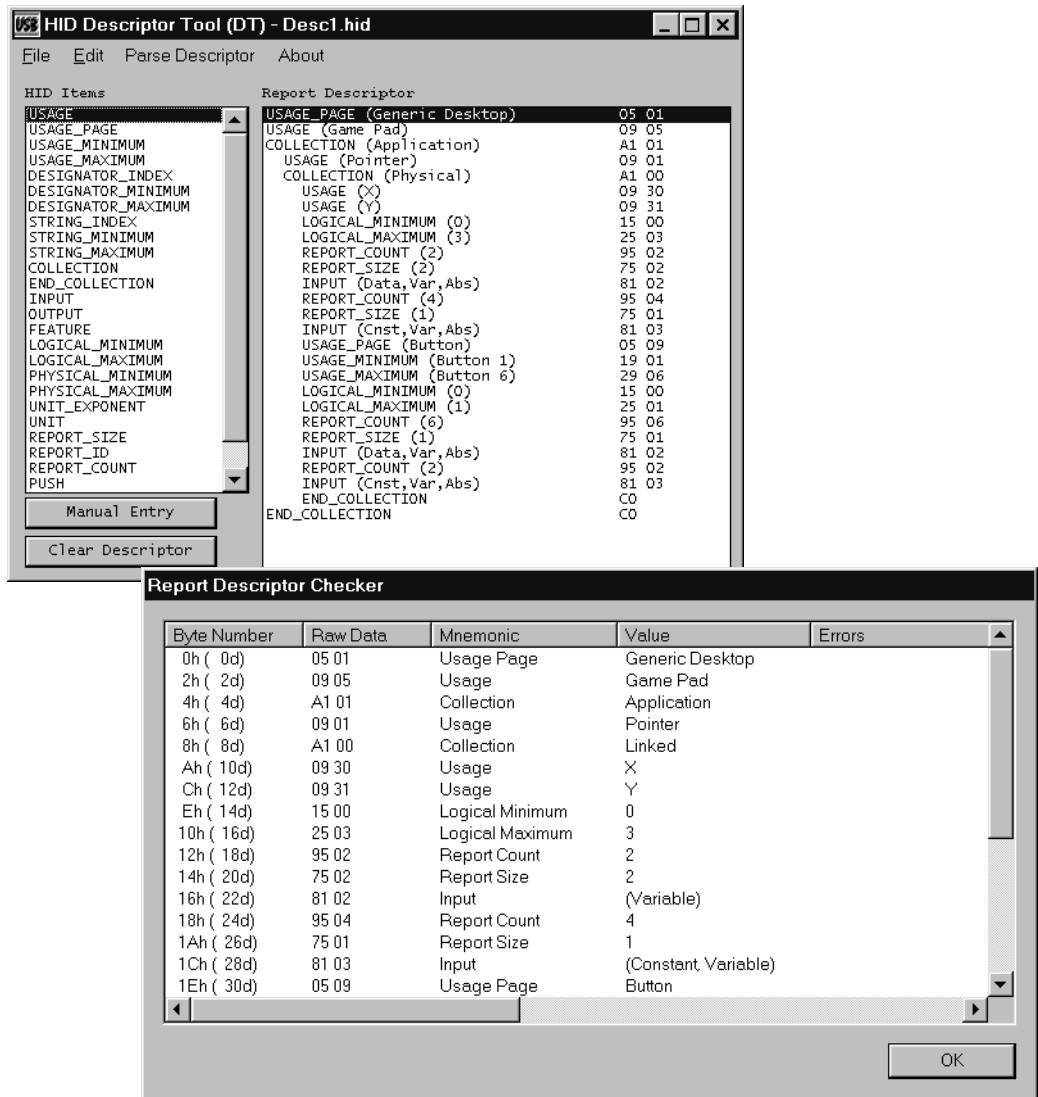 USB HID Descriptor Tool (DT) - Desc1.hid
File Edit Parse Descriptor About
HID Items Report Descriptor
USAGE
USAGE_PAGE
USAGE_MINIMUM
USAGE_MAXIMUM
DESIGNATOR_INDEX
DESIGNATOR_MINIMUM
DESIGNATOR_MAXIMUM
STRING_INDEX
STRING_MINIMUM
STRING_MAXIMUM
COLLECTION
END_COLLECTION
INPUT
OUTPUT
FEATURE
LOGICAL_MINIMUM
LOGICAL_MAXIMUM
PHYSICAL_MINIMUM
PHYSICAL_MAXIMUM
UNIT_EXPONENT
UNIT
REPORT_SIZE
REPORT_ID
REPORT_COUNT
PUSH
Manual Entry
Clear Descriptor
USAGE_PAGE (Generic Desktop) 05 01
USAGE (Game Pad) 09 05
COLLECTION (Application) A1 01
USAGE (Pointer) 09 01
COLLECTION (Physical) A1 00
USAGE (X) 09 30
USAGE (Y) 09 31
LOGICAL_MINIMUM (0) 15 00
LOGICAL_MAXIMUM (3) 25 03
REPORT_COUNT (2) 95 02
REPORT_SIZE (2) 75 02
INPUT (Data,Var,Abs) 81 02
REPORT_COUNT (4) 95 04
REPORT_SIZE (1) 75 01
INPUT (Cnst,Var,Abs) 81 03
USAGE_PAGE (Button) 05 09
USAGE_MINIMUM (Button 1) 19 01
USAGE_MAXIMUM (Button 6) 29 06
LOGICAL_MINIMUM (0) 15 00
LOGICAL_MAXIMUM (1) 25 01
REPORT_COUNT (6) 95 06
REPORT_SIZE (1) 75 01
INPUT (Data,Var,Abs) 81 02
REPORT_COUNT (2) 95 02
INPUT (Cnst,Var,Abs) 81 03
END_COLLECTION C0
END_COLLECTION C0
Report Descriptor Checker
Byte Number Raw Data Mnemonic Value Errors
0h ( 0d) 05 01 Usage Page Generic Desktop
2h ( 2d) 09 05 Usage Game Pad
4h ( 4d) A1 01 Collection Application
6h ( 6d) 09 01 Usage Pointer
8h ( 8d) A1 00 Collection Linked
Ah ( 10d) 09 30 Usage X
Ch ( 12d) 09 31 Usage Y
Eh ( 14d) 15 00 Logical Minimum 0
10h ( 16d) 25 03 Logical Maximum 3
12h ( 18d) 95 02 Report Count 2
14h ( 20d) 75 02 Report Size 2
16h ( 22d) 81 02 Input (Variable)
18h ( 24d) 95 04 Report Count 4
1Ah ( 26d) 75 01 Report Size 1
1Ch ( 28d) 81 03 Input (Constant, Variable)
1Eh ( 30d) 05 09 Usage Page Button
OK